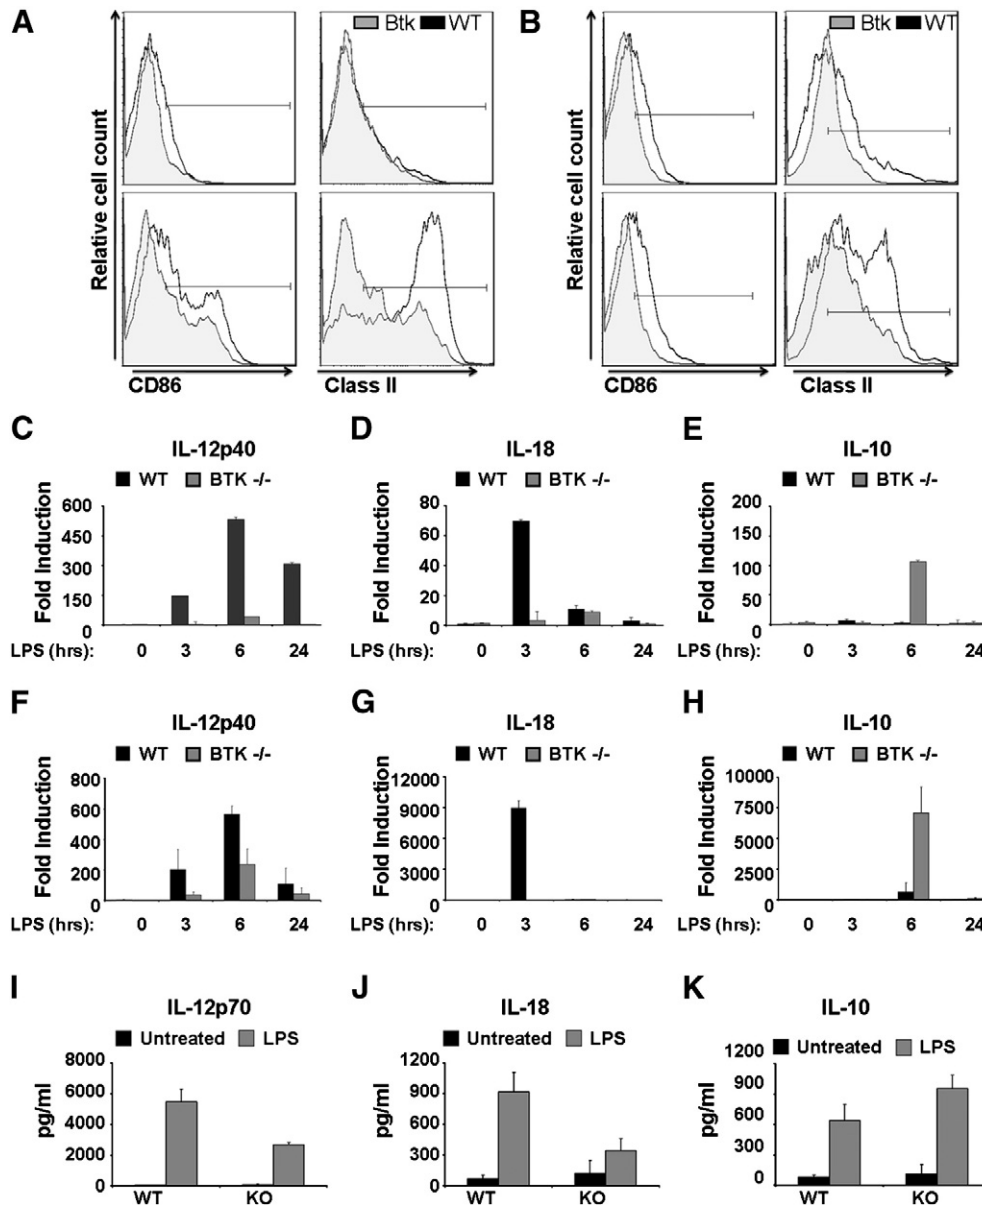 A
Btk WT
B
Btk WT
Relative cell count
Relative cell count
CD86
Class II
CD86
Class II
C
IL-12p40
WT BTK -/-
Fold Induction
600
450
300
150
0
LPS (hrs): 0 3 6 24
D
IL-18
WT BTK -/-
Fold Induction
80
60
40
20
0
LPS (hrs): 0 3 6 24
E
IL-10
WT BTK -/-
Fold Induction
200
150
100
50
0
LPS (hrs): 0 3 6 24
F
IL-12p40
WT BTK -/-
Fold Induction
800
600
400
200
0
LPS (hrs): 0 3 6 24
G
IL-18
WT BTK -/-
Fold Induction
12000
9000
6000
3000
0
LPS (hrs): 0 3 6 24
H
IL-10
WT BTK -/-
Fold Induction
10000
7500
5000
2500
0
LPS (hrs): 0 3 6 24
I
IL-12p70
Untreated LPS
pg/ml
8000
6000
4000
2000
0
WT KO
J
IL-18
Untreated LPS
pg/ml
1200
900
600
300
0
WT KO
K
IL-10
Untreated LPS
pg/ml
1200
900
600
300
0
WT KO